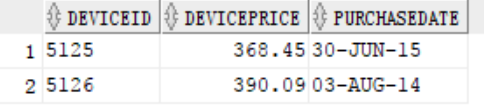 DEVICEID DEVICEPRICE PURCHASEDATE
1 5125 368.45 30-JUN-15
2 5126 390.09 03-AUG-14